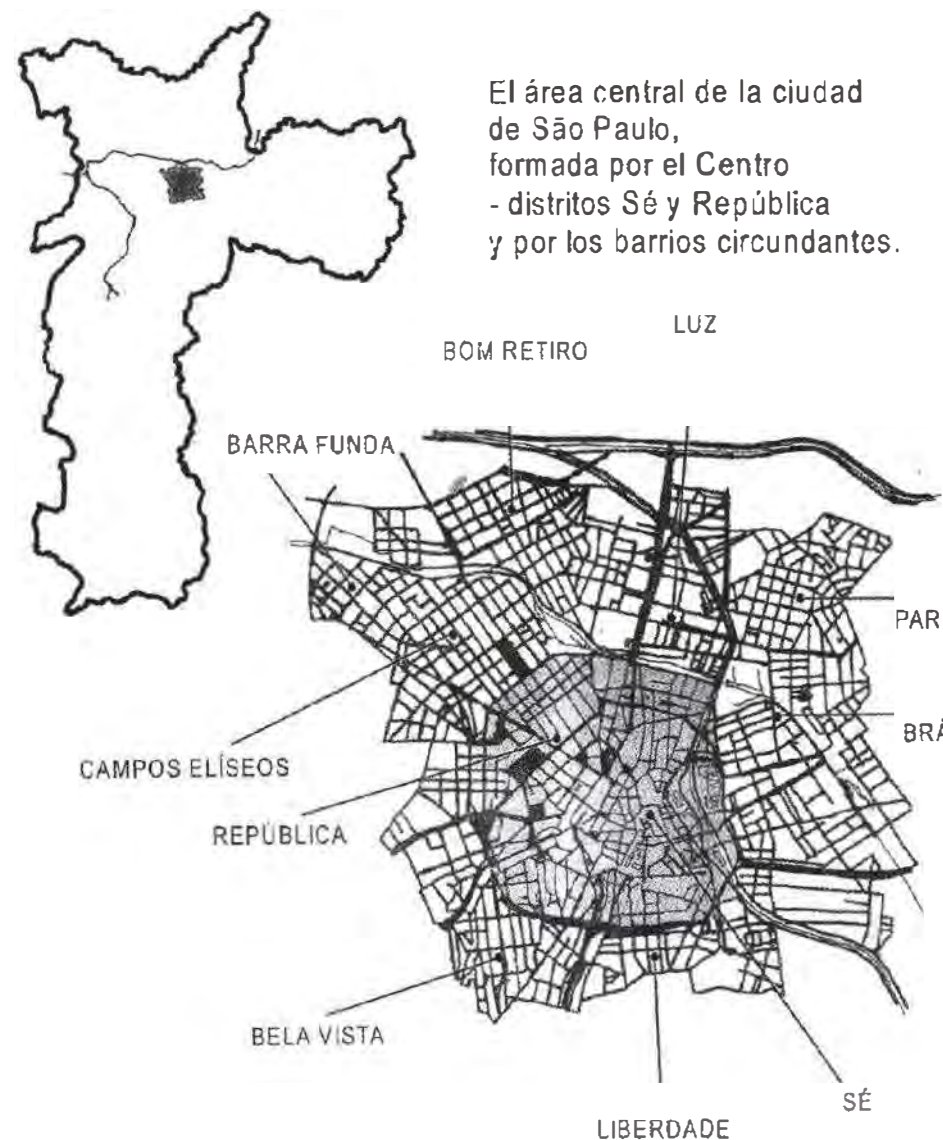 El área central de la ciudad
de São Paulo,
formada por el Centro
- distritos Sé y República
y por los barrios circundantes.
LUZ
BOM RETIRO
BARRA FUNDA
PAR
BRÁ
CAMPOS ELÍSEOS
REPÚBLICA
BELA VISTA
SÉ
LIBERDADE